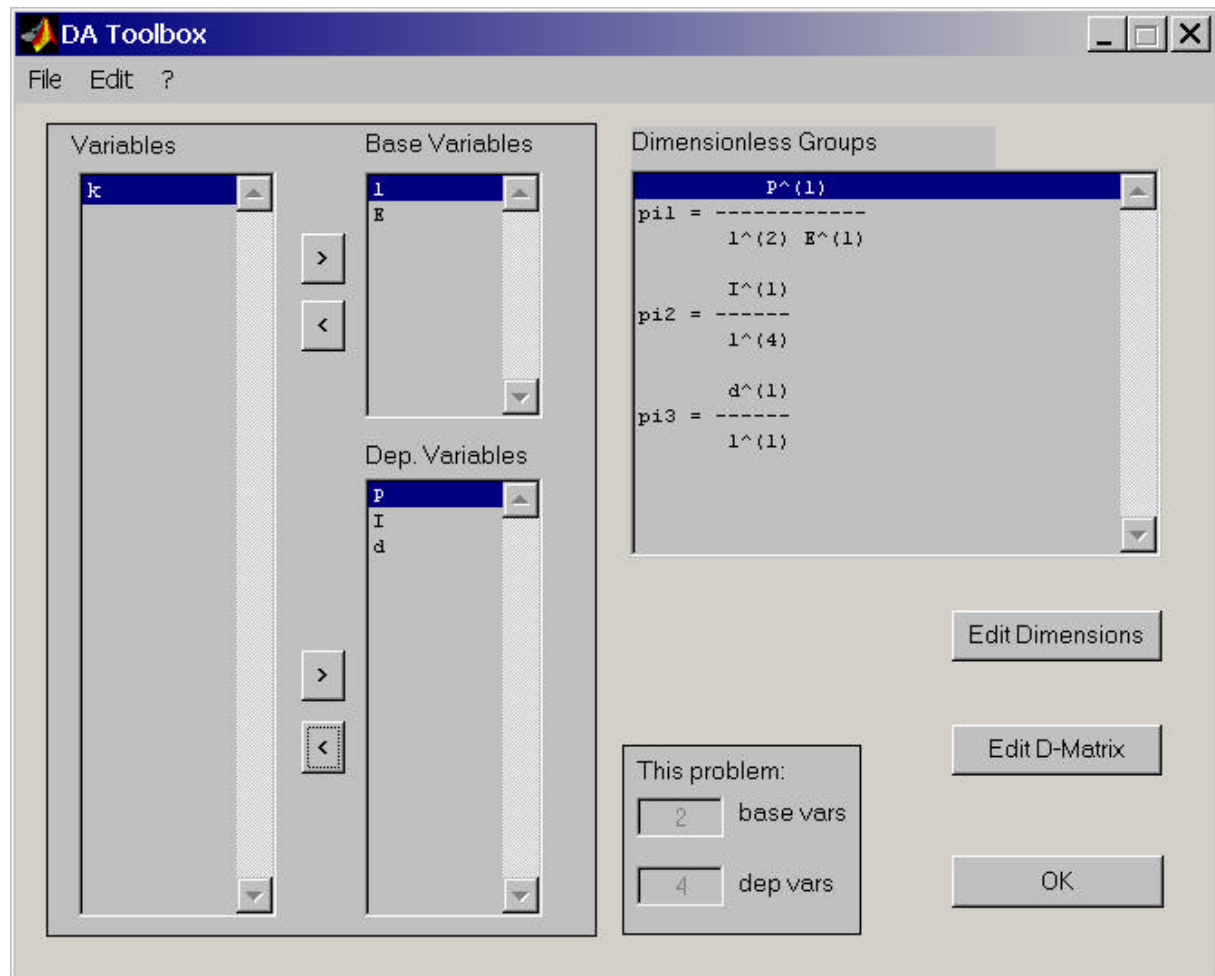 DA Toolbox
File Edit ?
Variables
k
>
<
>
<
Base Variables
l
E
Dep. Variables
P
I
d
Dimensionless Groups
P^(1)
pi1 = ------------
l^(2) E^(1)
I^(1)
pi2 = ------
l^(4)
d^(1)
pi3 = ------
l^(1)
Edit Dimensions
Edit D-Matrix
OK
This problem:
2 base vars
4 dep vars